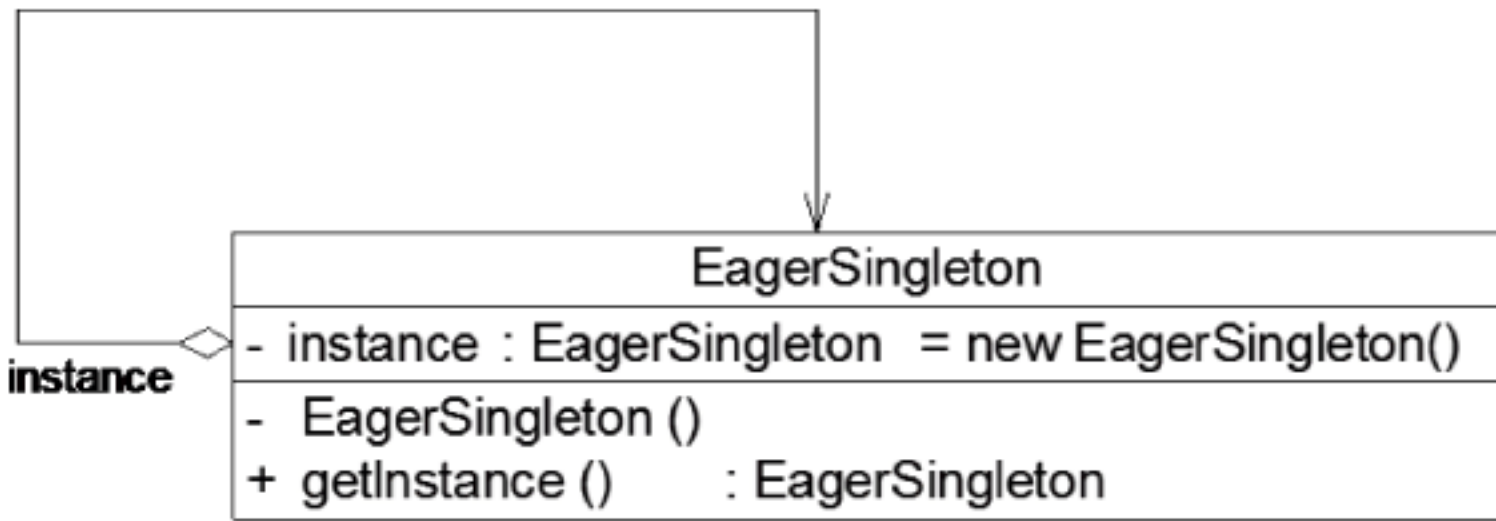 EagerSingleton
- instance : EagerSingleton = new EagerSingleton()
instance
- EagerSingleton ()
+ getInstance () : EagerSingleton